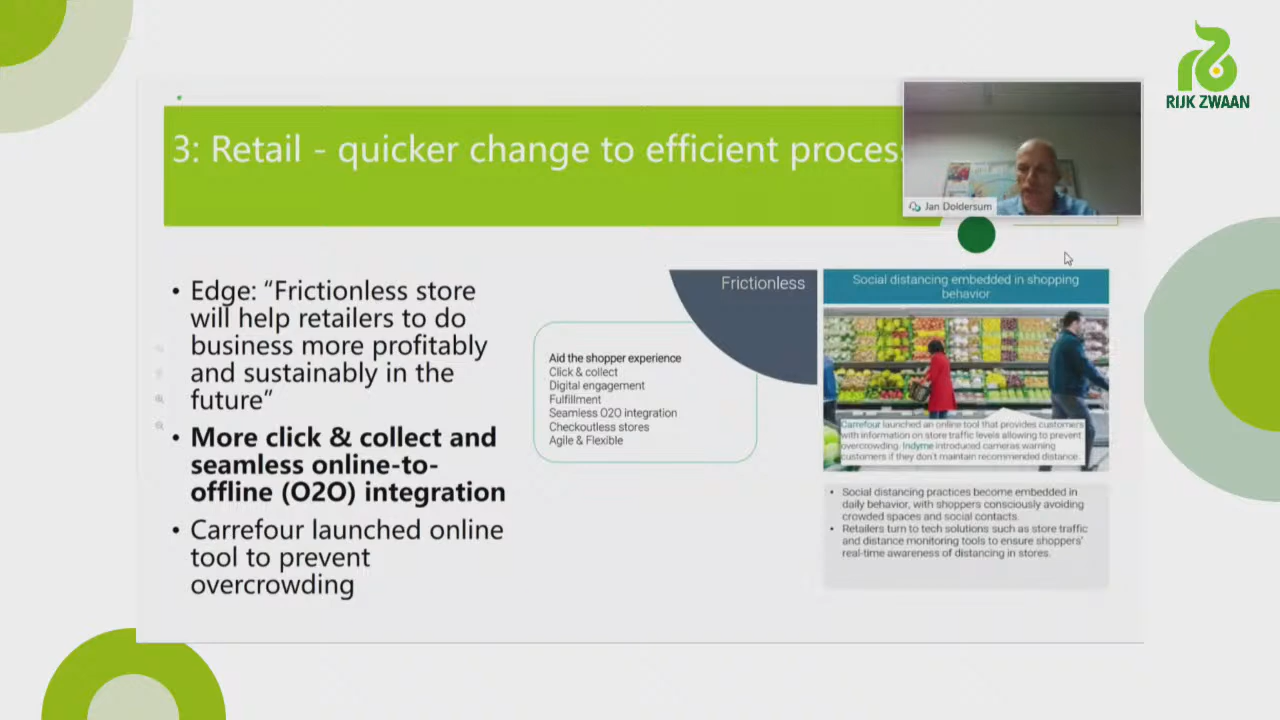 RIJK ZWAAN
3: Retail - quicker change to efficient
Jan Doldersum
• Edge: “Frictionless store
will help retailers to do
business more profitably
and sustainably in the
future”
• More click & collect and
seamless online-to-
offline (O2O) integration
• Carrefour launched online
tool to prevent
overcrowding
Frictionless
Aid the shopper experience
Click & collect
Digital engagement
Fulfillment
Seamless O2O integration
Checkoutless stores
Agile & Flexible
Social distancing embedded in shopping
behavior
Carrefour launched an online tool that provides customers
with information on store traffic levels allowing to prevent
overcrowding. Indyme introduced cameras warning
customers if they don't maintain recommended distance.
• Social distancing practices become embedded in
daily behavior, with shoppers consciously avoiding
crowded spaces and social contacts.
• Retailers turn to tech solutions such as store traffic
and distance monitoring tools to ensure shoppers'
real-time awareness of distancing in stores.